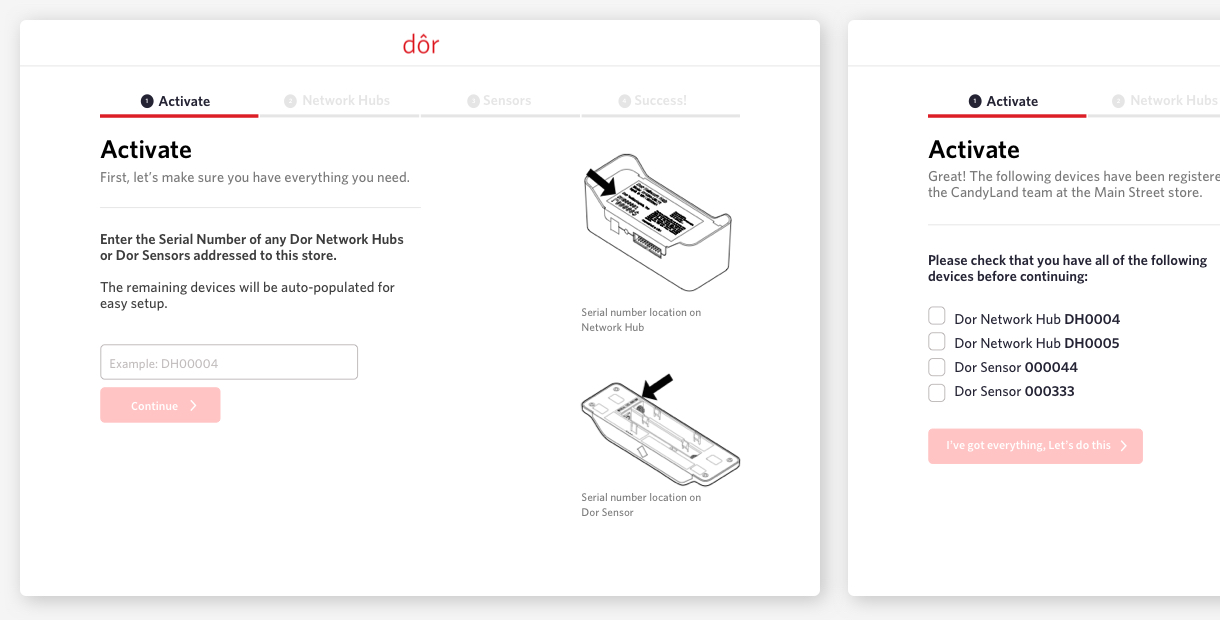 dôr
1 Activate
2 Network Hubs
3 Sensors
4 Success!
Activate
First, let's make sure you have everything you need.
Enter the Serial Number of any Dor Network Hubs
or Dor Sensors addressed to this store.
The remaining devices will be auto-populated for
easy setup.
Example: DH00004
Continue
Serial number location on
Network Hub
Serial number location on
Dor Sensor
1 Activate
2 Network Hubs
Activate
Great! The following devices have been registere
the CandyLand team at the Main Street store.
Please check that you have all of the following
devices before continuing:
Dor Network Hub DH0004
Dor Network Hub DH0005
Dor Sensor 000044
Dor Sensor 000333
I've got everything, Let's do this